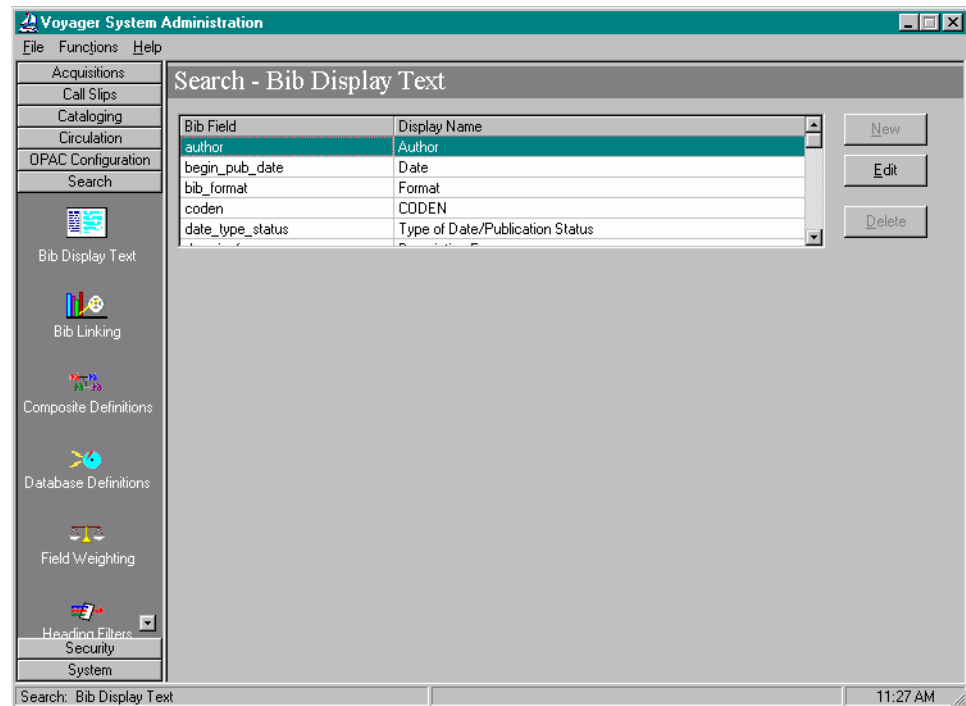 Voyager System Administration
File Functions Help
Acquisitions
Call Slips
Cataloging
Circulation
OPAC Configuration
Search
Bib Display Text
Bib Linking
Composite Definitions
Database Definitions
Field Weighting
Heading Filters
Security
System
Search - Bib Display Text
Bib Field Display Name
author Author
begin_pub_date Date
bib_format Format
coden CODEN
date_type_status Type of Date/Publication Status
New
Edit
Delete
Search: Bib Display Text
11:27 AM